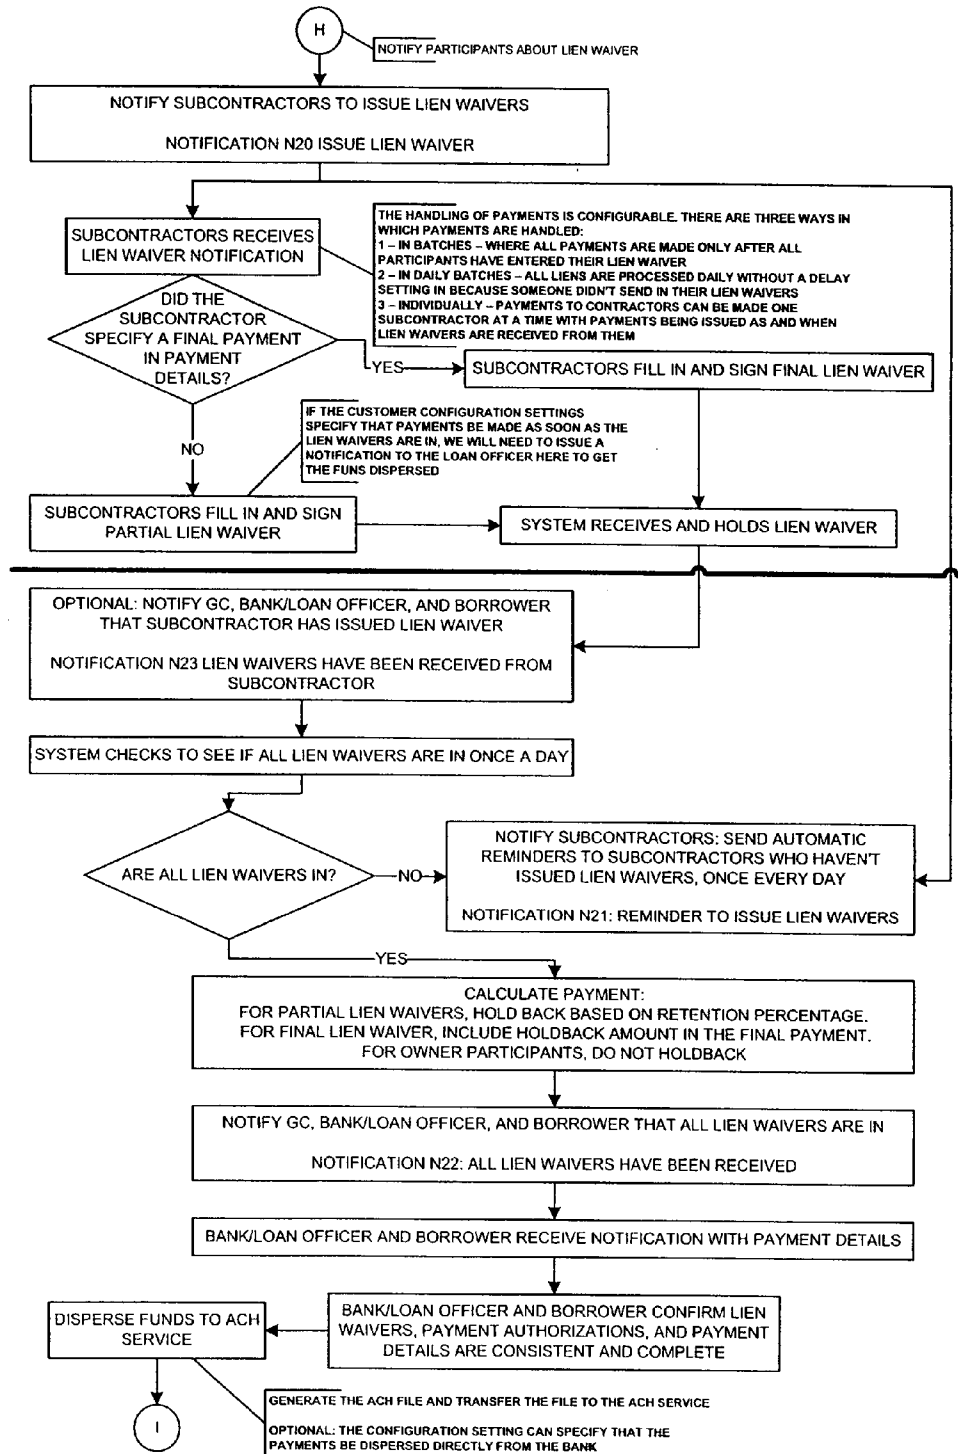 H
NOTIFY PARTICIPANTS ABOUT LIEN WAIVER
NOTIFY SUBCONTRACTORS TO ISSUE LIEN WAIVERS
NOTIFICATION N20 ISSUE LIEN WAIVER
SUBCONTRACTORS RECEIVES
LIEN WAIVER NOTIFICATION
THE HANDLING OF PAYMENTS IS CONFIGURABLE. THERE ARE THREE WAYS IN
WHICH PAYMENTS ARE HANDLED:
1 – IN BATCHES – WHERE ALL PAYMENTS ARE MADE ONLY AFTER ALL
PARTICIPANTS HAVE ENTERED THEIR LIEN WAIVER
2 – IN DAILY BATCHES – ALL LIENS ARE PROCESSED DAILY WITHOUT A DELAY
SETTING IN BECAUSE SOMEONE DIDN'T SEND IN THEIR LIEN WAIVERS
3 – INDIVIDUALLY – PAYMENTS TO CONTRACTORS CAN BE MADE ONE
SUBCONTRACTOR AT A TIME WITH PAYMENTS BEING ISSUED AS AND WHEN
LIEN WAIVERS ARE RECEIVED FROM THEM
DID THE
SUBCONTRACTOR
SPECIFY A FINAL PAYMENT
IN PAYMENT
DETAILS?
YES
SUBCONTRACTORS FILL IN AND SIGN FINAL LIEN WAIVER
IF THE CUSTOMER CONFIGURATION SETTINGS
SPECIFY THAT PAYMENTS BE MADE AS SOON AS THE
LIEN WAIVERS ARE IN, WE WILL NEED TO ISSUE A
NOTIFICATION TO THE LOAN OFFICER HERE TO GET
THE FUNS DISPERSED
NO
SUBCONTRACTORS FILL IN AND SIGN
PARTIAL LIEN WAIVER
SYSTEM RECEIVES AND HOLDS LIEN WAIVER
OPTIONAL: NOTIFY GC, BANK/LOAN OFFICER, AND BORROWER
THAT SUBCONTRACTOR HAS ISSUED LIEN WAIVER
NOTIFICATION N23 LIEN WAIVERS HAVE BEEN RECEIVED FROM
SUBCONTRACTOR
SYSTEM CHECKS TO SEE IF ALL LIEN WAIVERS ARE IN ONCE A DAY
ARE ALL LIEN WAIVERS IN?
NO
NOTIFY SUBCONTRACTORS: SEND AUTOMATIC
REMINDERS TO SUBCONTRACTORS WHO HAVEN'T
ISSUED LIEN WAIVERS, ONCE EVERY DAY
NOTIFICATION N21: REMINDER TO ISSUE LIEN WAIVERS
YES
CALCULATE PAYMENT:
FOR PARTIAL LIEN WAIVERS, HOLD BACK BASED ON RETENTION PERCENTAGE.
FOR FINAL LIEN WAIVER, INCLUDE HOLDBACK AMOUNT IN THE FINAL PAYMENT.
FOR OWNER PARTICIPANTS, DO NOT HOLDBACK
NOTIFY GC, BANK/LOAN OFFICER, AND BORROWER THAT ALL LIEN WAIVERS ARE IN
NOTIFICATION N22: ALL LIEN WAIVERS HAVE BEEN RECEIVED
BANK/LOAN OFFICER AND BORROWER RECEIVE NOTIFICATION WITH PAYMENT DETAILS
BANK/LOAN OFFICER AND BORROWER CONFIRM LIEN
WAIVERS, PAYMENT AUTHORIZATIONS, AND PAYMENT
DETAILS ARE CONSISTENT AND COMPLETE
DISPERSE FUNDS TO ACH
SERVICE
GENERATE THE ACH FILE AND TRANSFER THE FILE TO THE ACH SERVICE
OPTIONAL: THE CONFIGURATION SETTING CAN SPECIFY THAT THE
PAYMENTS BE DISPERSED DIRECTLY FROM THE BANK
I